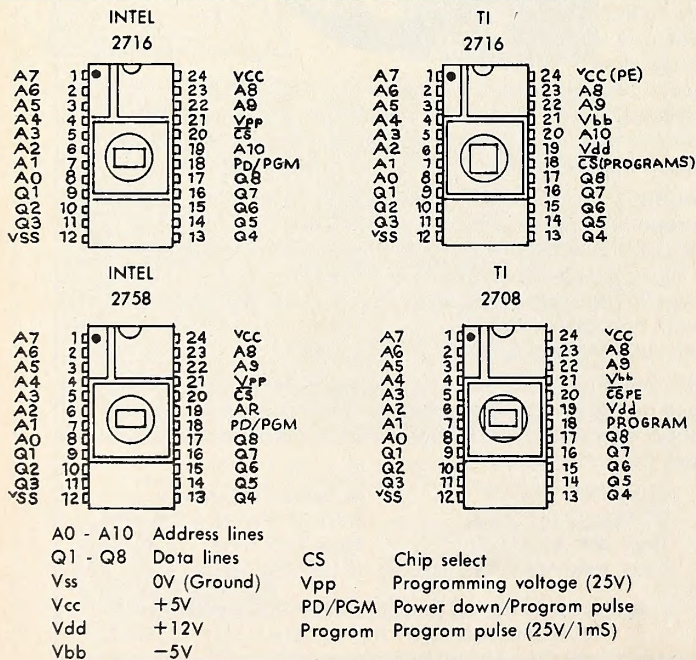 INTEL TI
2716 2716
A7 1 24 VCC A7 1 24 VCC (PE)
A6 2 23 A8 A6 2 23 A8
A5 3 22 A9 A5 3 22 A9
A4 4 21 Vpp A4 4 21 Vbb
A3 5 20 C̅S̅ A3 5 20 A10
A2 6 19 A10 A2 6 19 Vdd
A1 7 18 PD/PGM A1 7 18 C̅S̅(PROGRAMS)
A0 8 17 Q8 A0 8 17 Q8
Q1 9 16 Q7 Q1 9 16 Q7
Q2 10 15 Q6 Q2 10 15 Q6
Q3 11 14 Q5 Q3 11 14 Q5
VSS 12 13 Q4 VSS 12 13 Q4
INTEL TI
2758 2708
A7 1 24 VCC A7 1 24 VCC
A6 2 23 A8 A6 2 23 A8
A5 3 22 A9 A5 3 22 A9
A4 4 21 VPP A4 4 21 Vbb
A3 5 20 C̅S̅ A3 5 20 C̅S̅PE
A2 6 19 AR A2 6 19 Vdd
A1 7 18 PD/PGM A1 7 18 PROGRAM
A0 8 17 Q8 A0 8 17 Q8
Q1 9 16 Q7 Q1 9 16 Q7
Q2 10 15 Q6 Q2 10 15 Q6
Q3 11 14 Q5 Q3 11 14 Q5
VSS 12 13 Q4 VSS 12 13 Q4
A0 - A10 Address lines
Q1 - Q8 Dota lines CS Chip select
Vss 0V (Ground) Vpp Programming voltoge (25V)
Vcc +5V PD/PGM Power down/Progrom pulse
Vdd +12V Progrom Progrom pulse (25V/1mS)
Vbb −5V